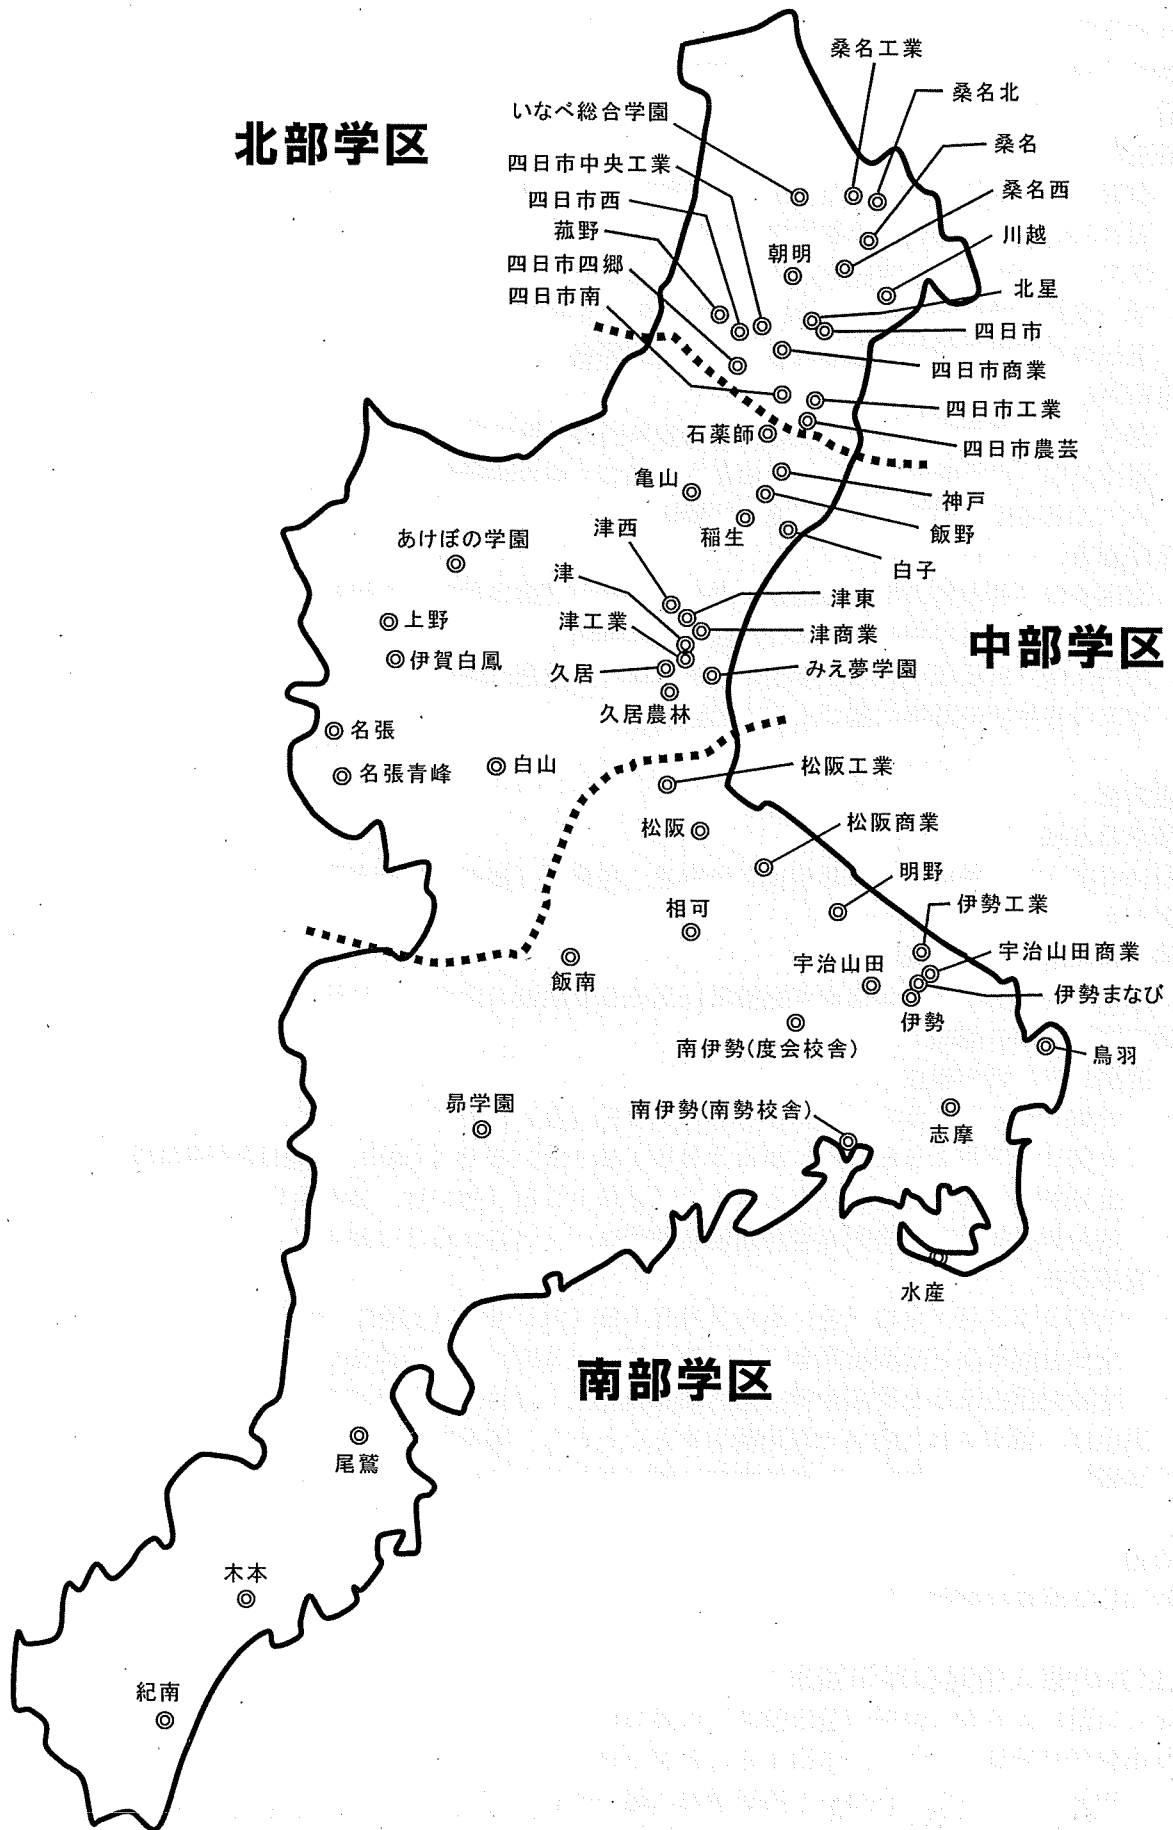 北部学区
桑名工業
桑名北
いなべ総合学園
桑名
四日市中央工業
桑名西
四日市西
菰野
川越
朝明
四日市四郷
北星
四日市南
四日市
四日市商業
四日市工業
石薬師
四日市農芸
亀山
神戸
津西
稲生
飯野
あけぼの学園
白子
津
津東
上野
津工業
津商業
中部学区
伊賀白鳳
久居
みえ夢学園
久居農林
名張
名張青峰
白山
松阪工業
松阪
松阪商業
明野
相可
伊勢工業
宇治山田
宇治山田商業
飯南
伊勢まなび
伊勢
南伊勢(度会校舎)
鳥羽
昴学園
南伊勢(南勢校舎)
志摩
水産
南部学区
尾鷲
木本
紀南